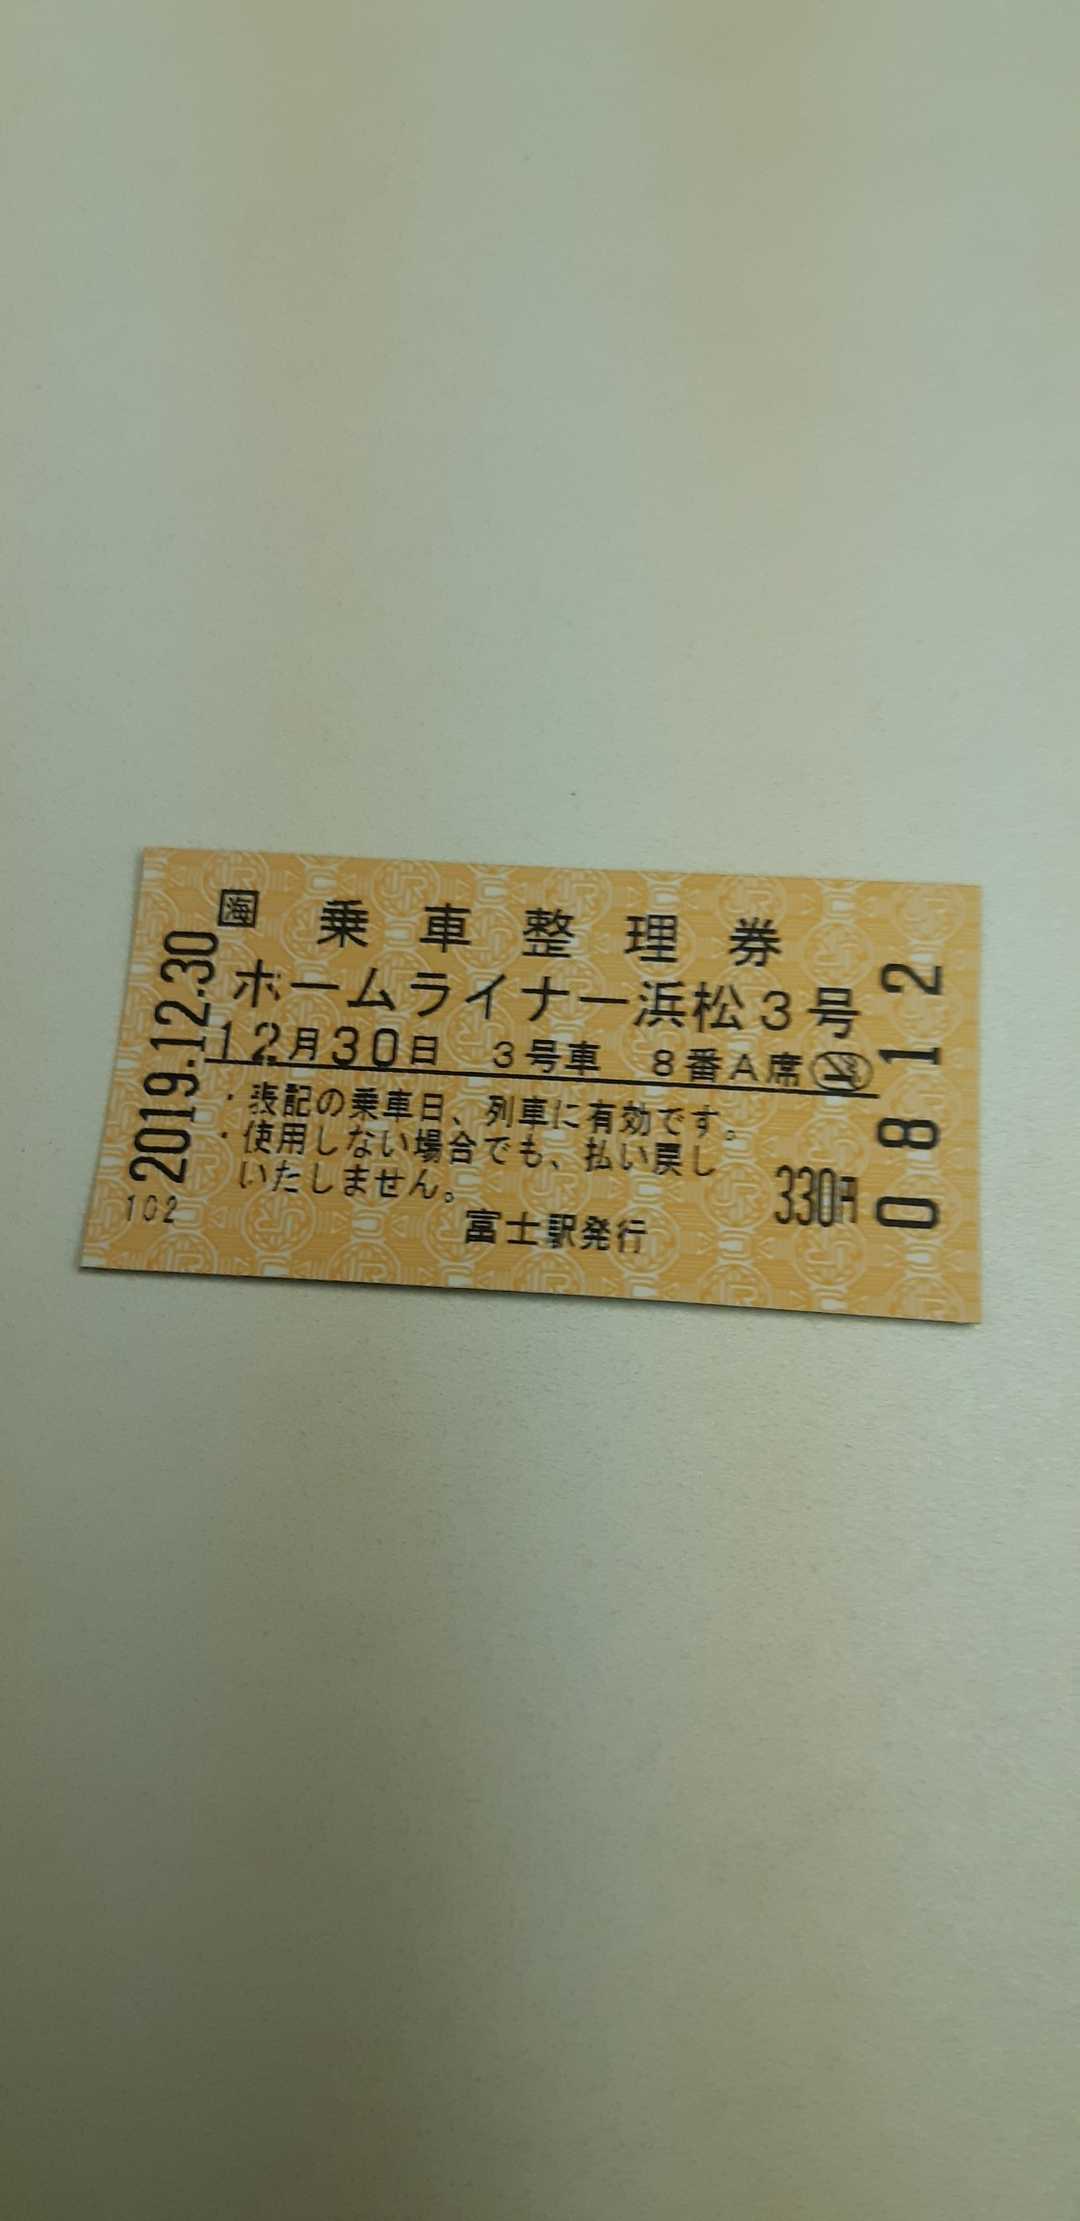 海 乗車整理券
ホームライナー浜松3号
12月30日 3号車 8番A席
・表記の乗車日、列車に有効です。
・使用しない場合でも、払い戻し
いたしません。
330円
富士駅発行
2019.12.30
102
0812